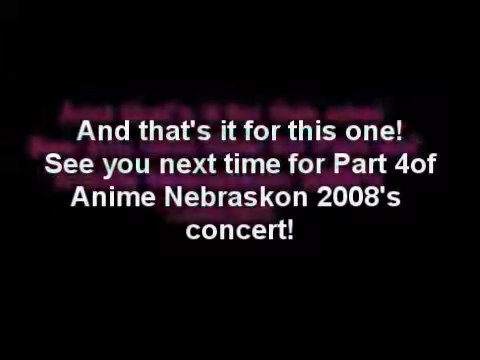 And that's it for this one!
See you next time for Part 4of
Anime Nebraskon 2008's
concert!